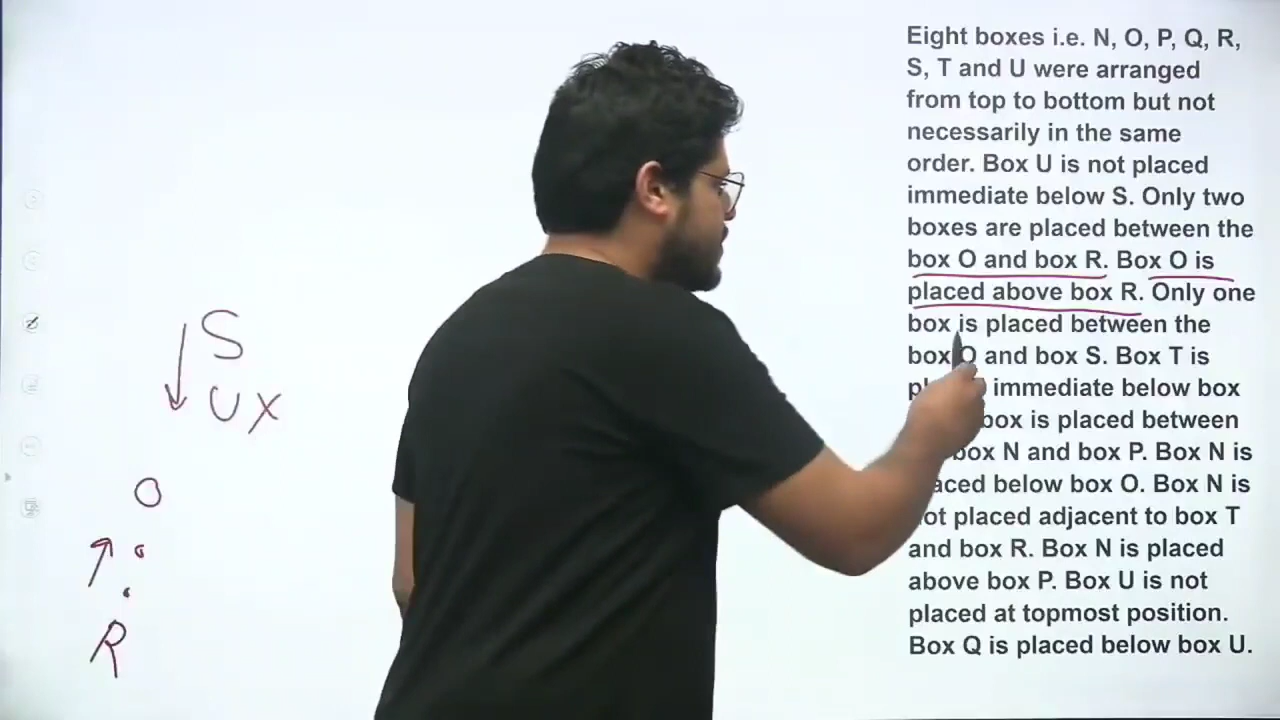 Eight boxes i.e. N, O, P, Q, R,
S, T and U were arranged
from top to bottom but not
necessarily in the same
order. Box U is not placed
immediate below S. Only two
boxes are placed between the
box O and box R. Box O is
placed above box R. Only one
box is placed between the
box O and box S. Box T is
immediate below box
box is placed between
box N and box P. Box N is
below box O. Box N is
not placed adjacent to box T
and box R. Box N is placed
above box P. Box U is not
placed at topmost position.
Box Q is placed below box U.
S
U X
O
R